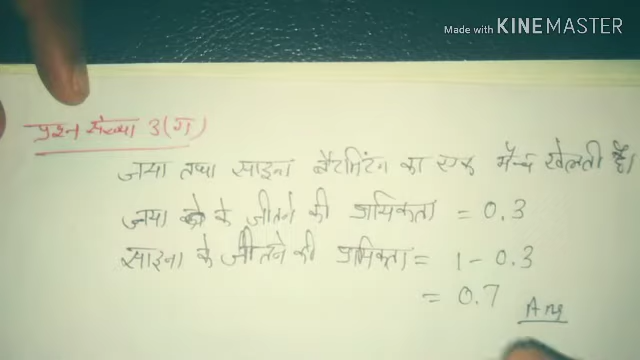 Made with KINEMASTER
प्रश्न संख्या 3(ग)
जया तथा साइना बैटमिंटन का एक मैच खेलती है।
जया के जीतने की प्रायिकता = 0.3
साइना के जीतने की प्रायिकता = 1 - 0.3
= 0.7 Ans